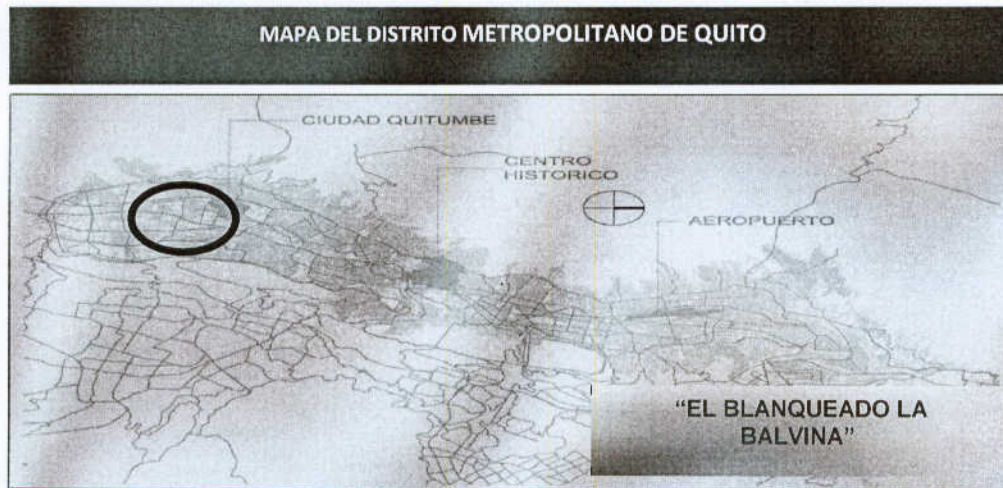 MAPA DEL DISTRITO METROPOLITANO DE QUITO
CIUDAD QUITUMBE
CENTRO
HISTORICO
AEROPUERTO
“EL BLANQUEADO LA
BALVINA”